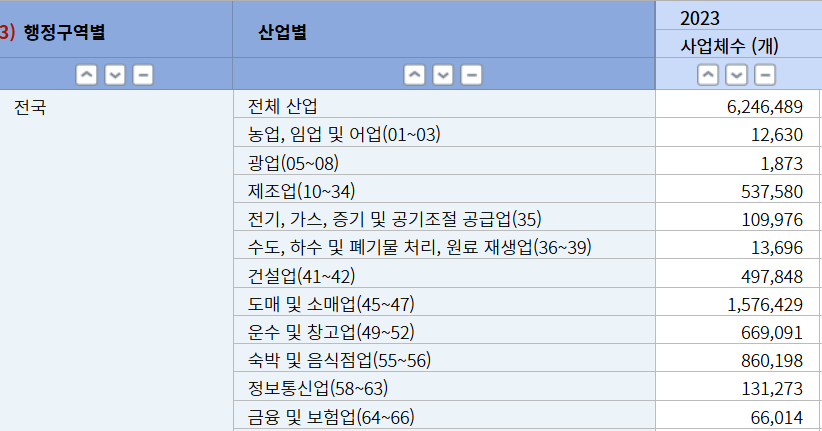 3) 행정구역별 산업별 2023
사업체수 (개)
전국 전체 산업 6,246,489
농업, 임업 및 어업(01~03) 12,630
광업(05~08) 1,873
제조업(10~34) 537,580
전기, 가스, 증기 및 공기조절 공급업(35) 109,976
수도, 하수 및 폐기물 처리, 원료 재생업(36~39) 13,696
건설업(41~42) 497,848
도매 및 소매업(45~47) 1,576,429
운수 및 창고업(49~52) 669,091
숙박 및 음식점업(55~56) 860,198
정보통신업(58~63) 131,273
금융 및 보험업(64~66) 66,014